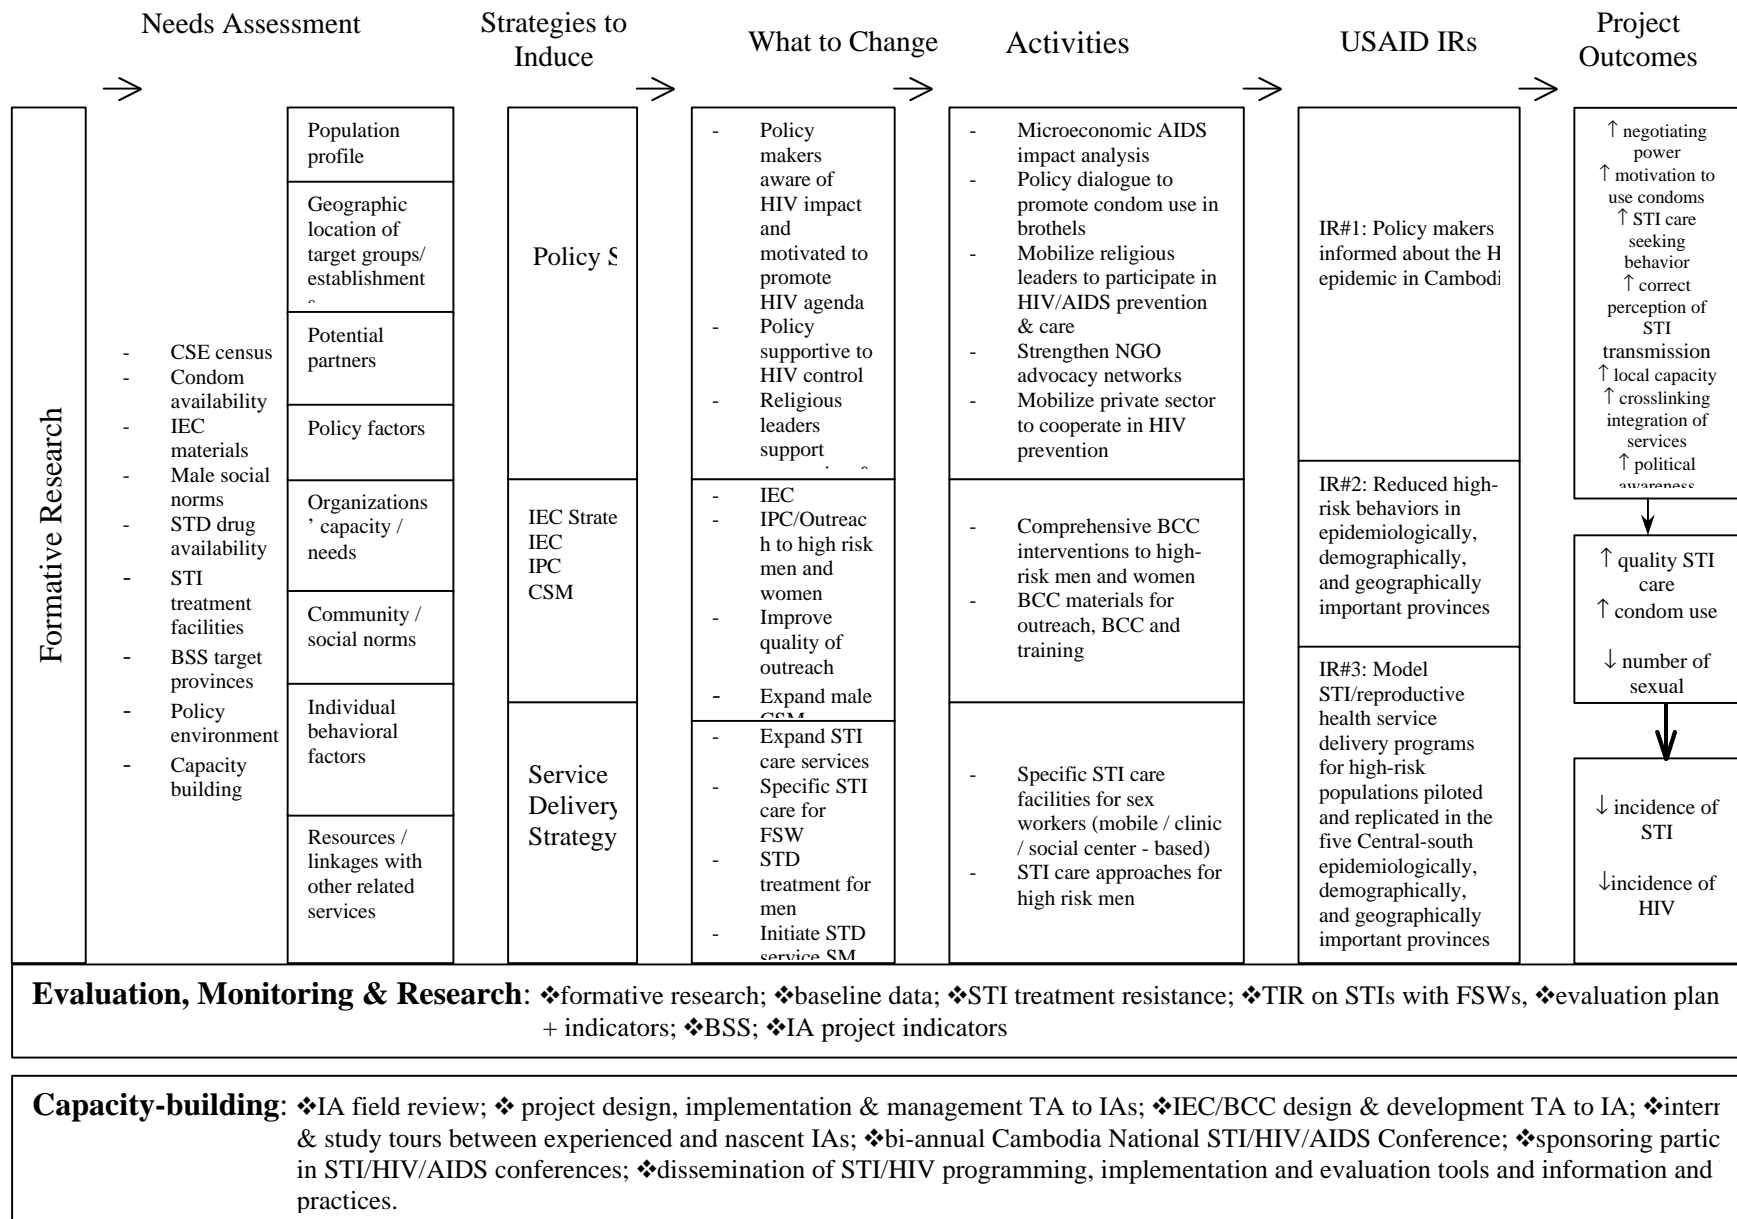 Needs Assessment
Strategies to
Induce
What to Change
Activities
USAID IRs
Project
Outcomes
Formative Research
- CSE census
- Condom
availability
- IEC
materials
- Male social
norms
- STD drug
availability
- STI
treatment
facilities
- BSS target
provinces
- Policy
environment
- Capacity
building
Population
profile
Geographic
location of
target groups/
establishment
Potential
partners
Policy factors
Organizations
' capacity /
needs
Community /
social norms
Individual
behavioral
factors
Resources /
linkages with
other related
services
Policy S
IEC Strate
IEC
IPC
CSM
Service
Delivery
Strategy
- Policy
makers
aware of
HIV impact
and
motivated to
promote
HIV agenda
- Policy
supportive to
HIV control
- Religious
leaders
support
- IEC
- IPC/Outreac
h to high risk
men and
women
- Improve
quality of
outreach
- Expand male
CSM
- Expand STI
care services
- Specific STI
care for
FSW
- STD
treatment for
men
- Initiate STD
service SM
- Microeconomic AIDS
impact analysis
- Policy dialogue to
promote condom use in
brothels
- Mobilize religious
leaders to participate in
HIV/AIDS prevention
& care
- Strengthen NGO
advocacy networks
- Mobilize private sector
to cooperate in HIV
prevention
- Comprehensive BCC
interventions to high-
risk men and women
- BCC materials for
outreach, BCC and
training
- Specific STI care
facilities for sex
workers (mobile / clinic
/ social center - based)
- STI care approaches for
high risk men
IR#1: Policy makers
informed about the H
epidemic in Cambodi
IR#2: Reduced high-
risk behaviors in
epidemiologically,
demographically,
and geographically
important provinces
IR#3: Model
STI/reproductive
health service
delivery programs
for high-risk
populations piloted
and replicated in the
five Central-south
epidemiologically,
demographically,
and geographically
important provinces
↑ negotiating
power
↑ motivation to
use condoms
↑ STI care
seeking
behavior
↑ correct
perception of
STI
transmission
↑ local capacity
↑ crosslinking
integration of
services
↑ political
awareness
↑ quality STI
care
↑ condom use
↓ number of
sexual
↓ incidence of
STI
↓incidence of
HIV
Evaluation, Monitoring & Research: ❖formative research; ❖baseline data; ❖STI treatment resistance; ❖TIR on STIs with FSWs, ❖evaluation plan
+ indicators; ❖BSS; ❖IA project indicators
Capacity-building: ❖IA field review; ❖ project design, implementation & management TA to IAs; ❖IEC/BCC design & development TA to IA; ❖intern
& study tours between experienced and nascent IAs; ❖bi-annual Cambodia National STI/HIV/AIDS Conference; ❖sponsoring partic
in STI/HIV/AIDS conferences; ❖dissemination of STI/HIV programming, implementation and evaluation tools and information and
practices.